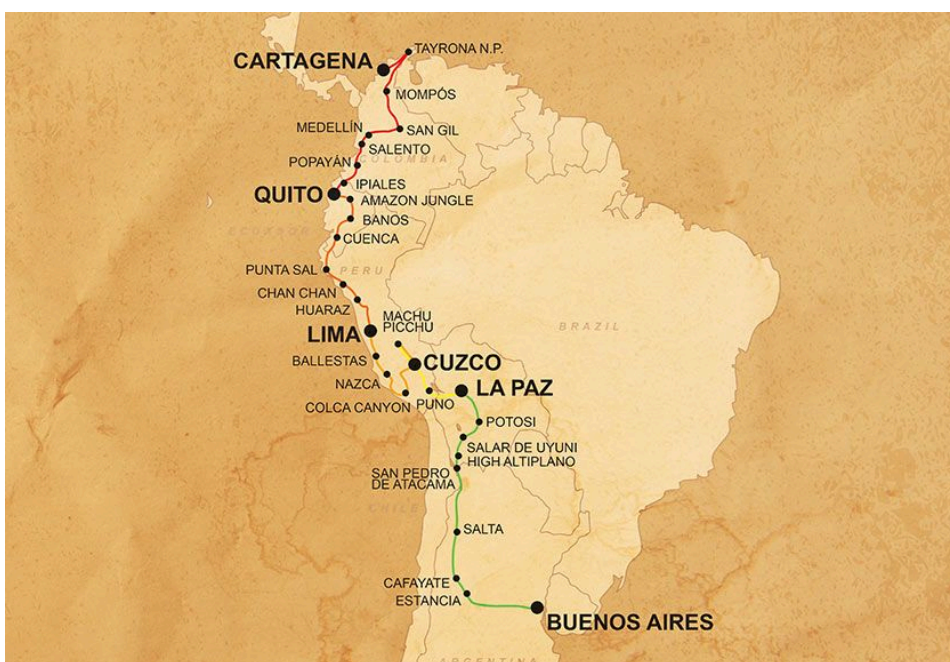 TAYRONA N.P.
CARTAGENA
MOMPÓS
MEDELLÍN
SAN GIL
SALENTO
COLOMBIA
POPAYÁN
IPIALES
QUITO
AMAZON JUNGLE
BANOS
ECUADOR
CUENCA
PUNTA SAL
PERU
CHAN CHAN
HUARAZ
MACHU
PICCHU
LIMA
BRAZIL
BALLESTAS
CUZCO
NAZCA
LA PAZ
COLCA CANYON
PUNO
POTOSI
SALAR DE UYUNI
HIGH ALTIPLANO
SAN PEDRO
DE ATACAMA
CHILE
SALTA
CAFAYATE
ESTANCIA
BUENOS AIRES
ARGENTINA